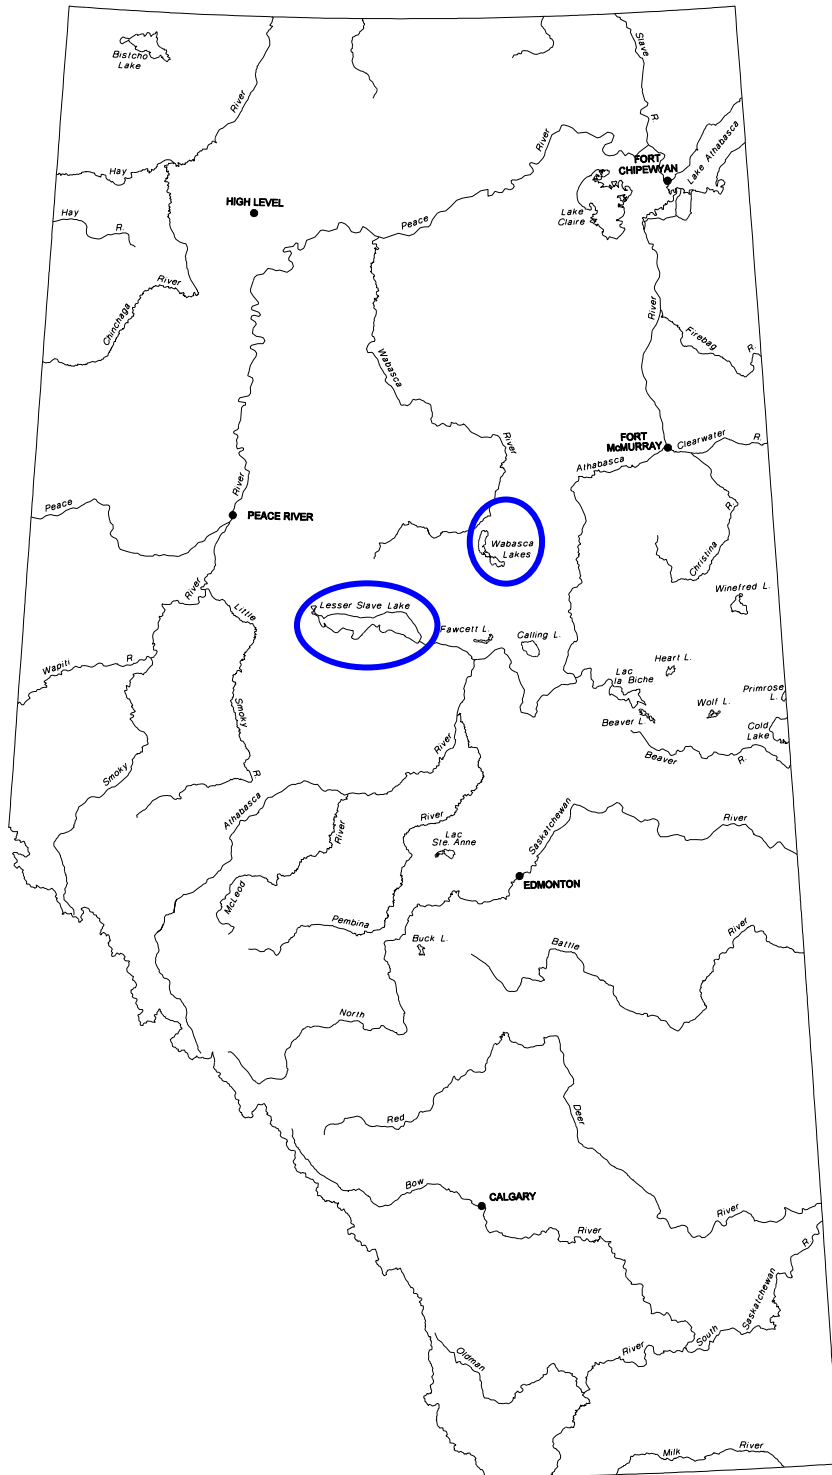 Bistcho
Lake
River
Slave
R.
Hay
River
FORT
CHIPEWYAN
Lake Athabasca
HIGH LEVEL
Hay
R.
Peace
Lake
Claire
River
Chinchaga
River
Firebag
R.
Wabasca
River
FORT
McMURRAY
Clearwater
R.
Athabasca
River
Peace
PEACE RIVER
R.
Christina
Wabasca
Lakes
River
Little
Lesser Slave Lake
Winefred L.
Fawcett L.
Calling L.
Wapiti
R.
Heart L.
Lac
la Biche
Primrose
L.
Wolf L.
Smoky
Beaver L.
Cold
Lake
River
Beaver
R.
Smoky
R.
Athabasca
River
River
Saskatchewan
River
Lac
Ste. Anne
EDMONTON
McLeod
Pembina
Buck L.
Battle
River
North
Red
Deer
Bow
CALGARY
River
River
R.
Saskatchewan
South
River
Oldman
Milk
River